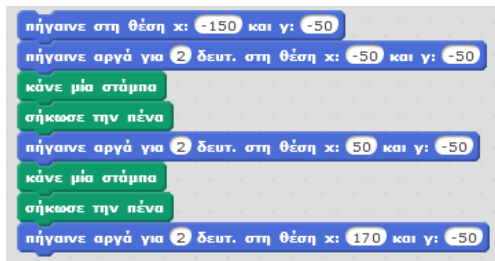 πήγαινε στη θέση x: -150 και y: -50
πήγαινε αργά για 2 δευτ. στη θέση x: -50 και y: -50
κάνε μία στάμπα
σήκωσε την πένα
πήγαινε αργά για 2 δευτ. στη θέση x: 50 και y: -50
κάνε μία στάμπα
σήκωσε την πένα
πήγαινε αργά για 2 δευτ. στη θέση x: 170 και y: -50